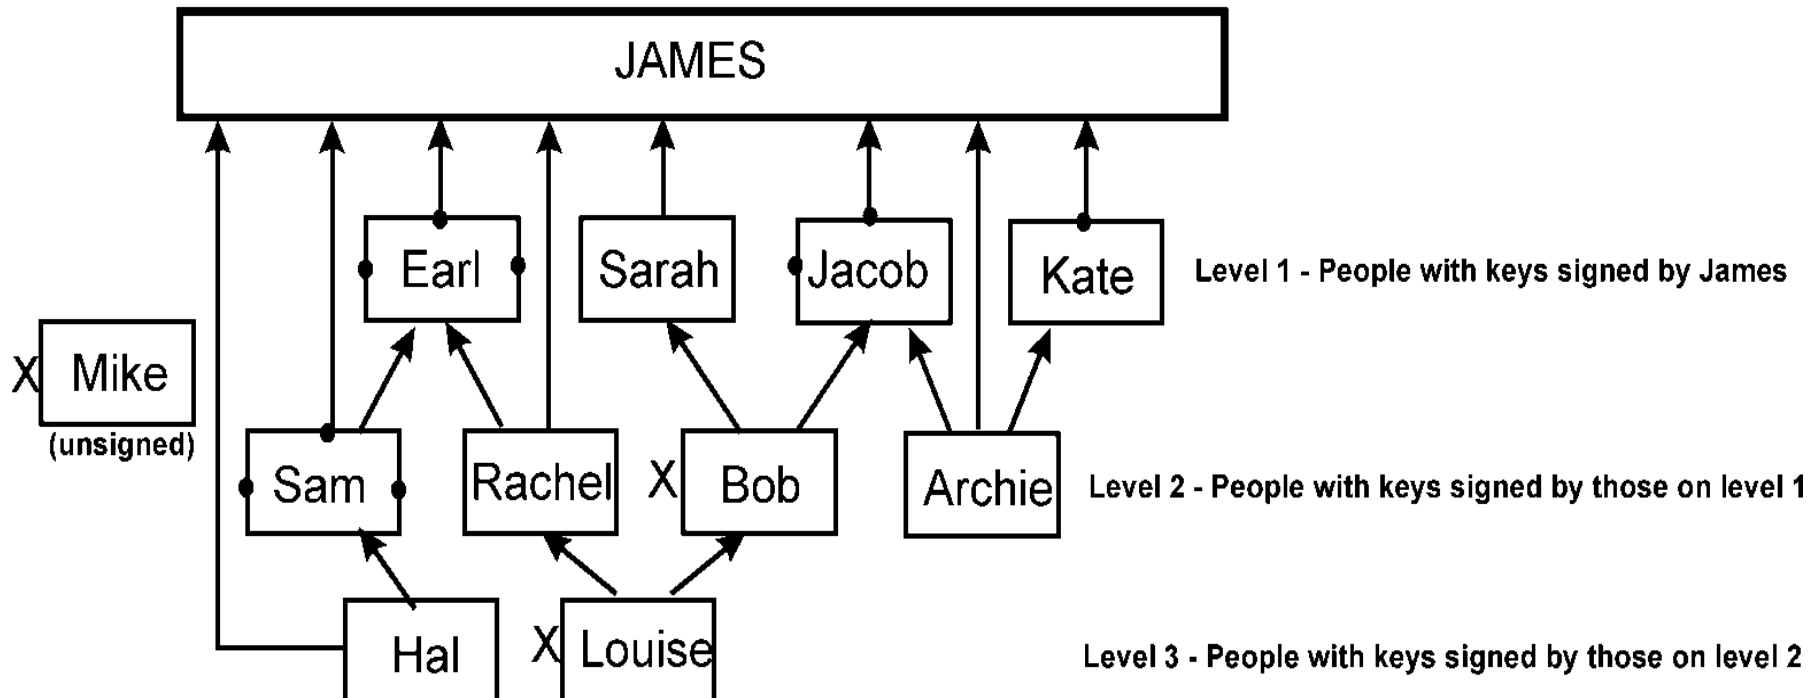 JAMES
Earl
Sarah
Jacob
Kate
Level 1 - People with keys signed by James
X Mike
(unsigned)
Sam
Rachel
X Bob
Archie
Level 2 - People with keys signed by those on level 1
Hal
X Louise
Level 3 - People with keys signed by those on level 2